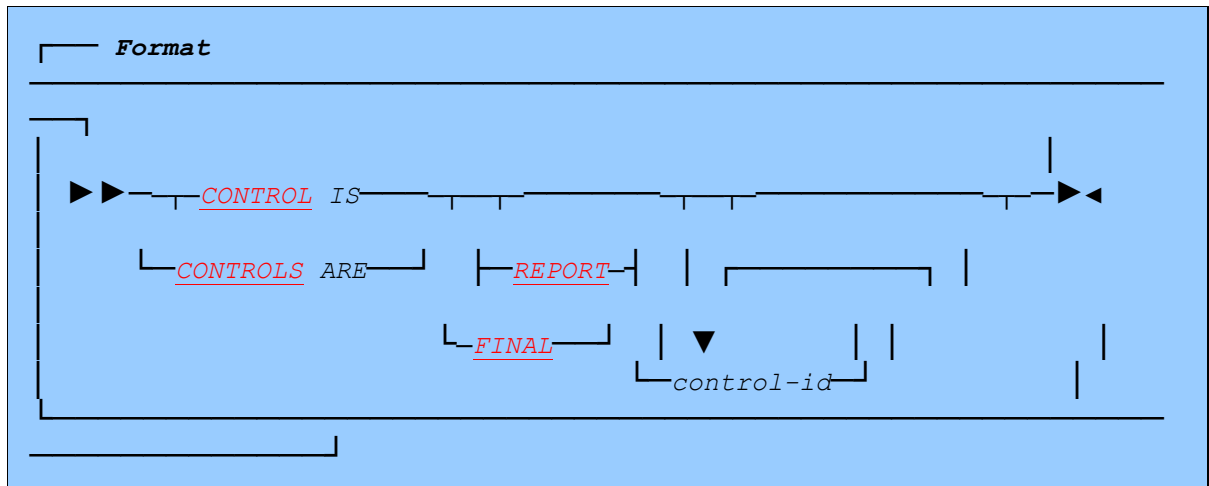 Format
CONTROL IS
CONTROLS ARE REPORT
FINAL
control-id